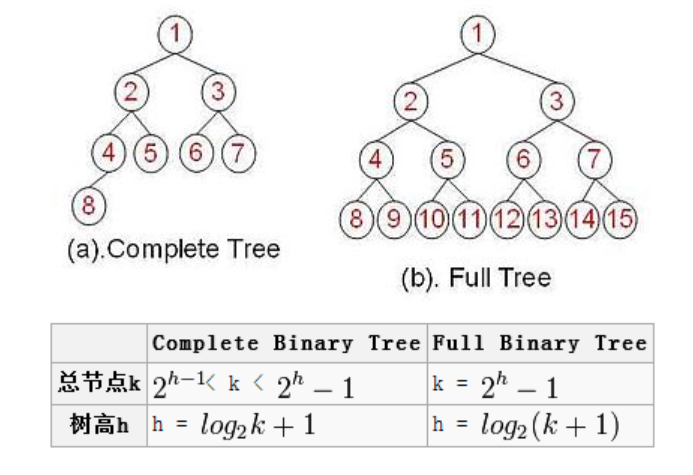 1 1
2 3 2 3
4 5 6 7 4 5 6 7
8 8 9 10 11 12 13 14 15
(a).Complete Tree
(b). Full Tree
Complete Binary Tree Full Binary Tree
总节点k 2^{h-1}< k < 2^h - 1 k = 2^h - 1
树高h h = log_2 k + 1 h = log_2(k + 1)